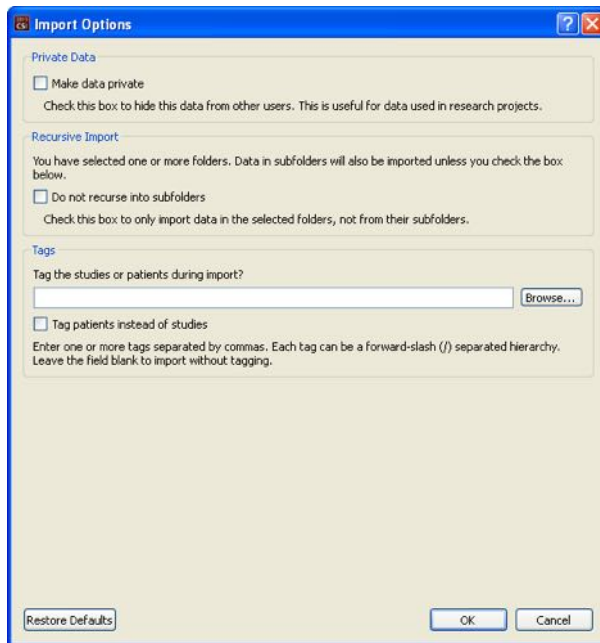 Import Options
Private Data
Make data private
Check this box to hide this data from other users. This is useful for data used in research projects.
Recursive Import
You have selected one or more folders. Data in subfolders will also be imported unless you check the box
below.
Do not recurse into subfolders
Check this box to only import data in the selected folders, not from their subfolders.
Tags
Tag the studies or patients during import?
Browse...
Tag patients instead of studies
Enter one or more tags separated by commas. Each tag can be a forward-slash (/) separated hierarchy.
Leave the field blank to import without tagging.
Restore Defaults
OK
Cancel